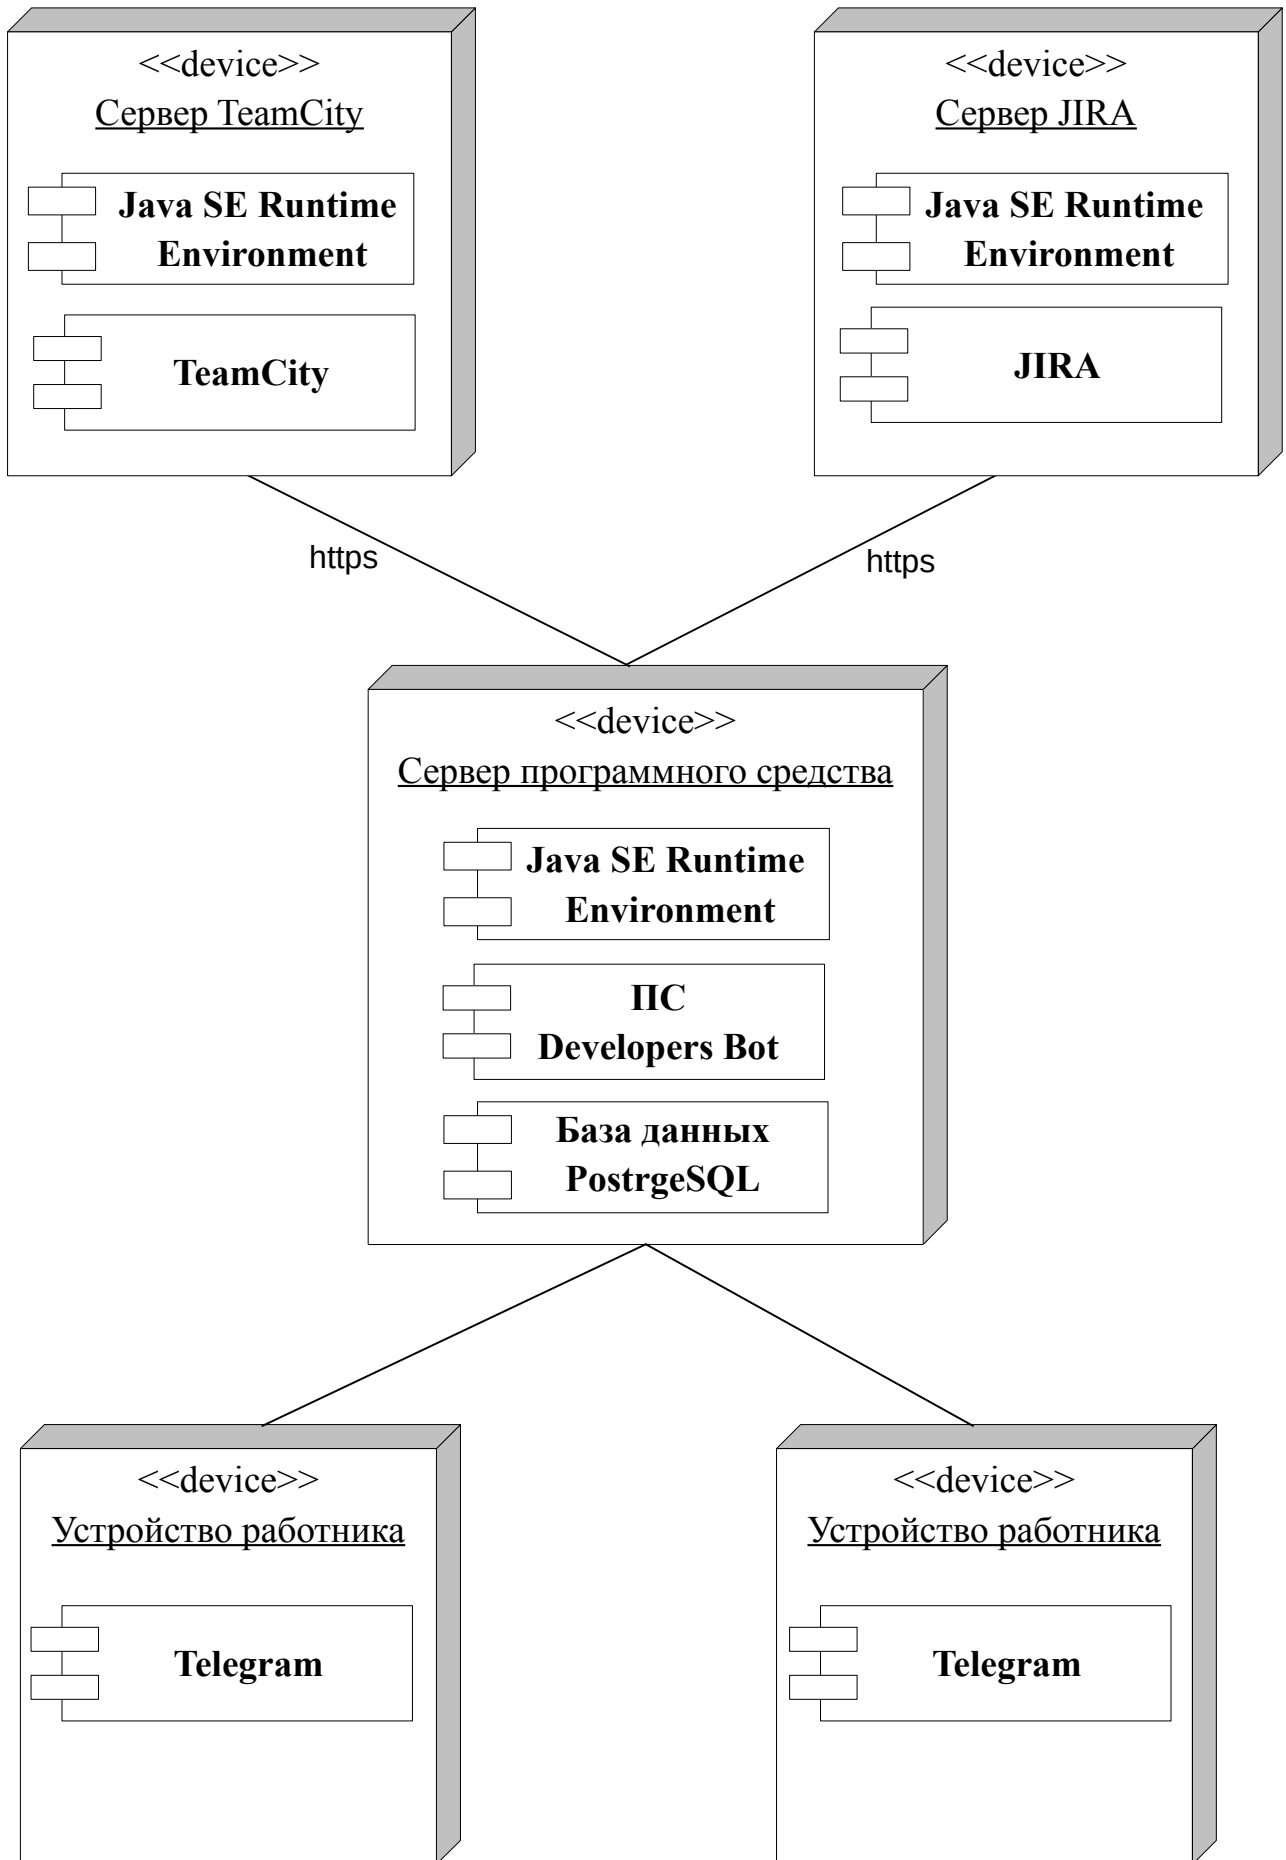 <<device>>
Сервер TeamCity
Java SE Runtime
Environment
TeamCity
<<device>>
Сервер JIRA
Java SE Runtime
Environment
JIRA
https
https
<<device>>
Сервер программного средства
Java SE Runtime
Environment
ПС
Developers Bot
База данных
PostrgeSQL
<<device>>
Устройство работника
Telegram
<<device>>
Устройство работника
Telegram